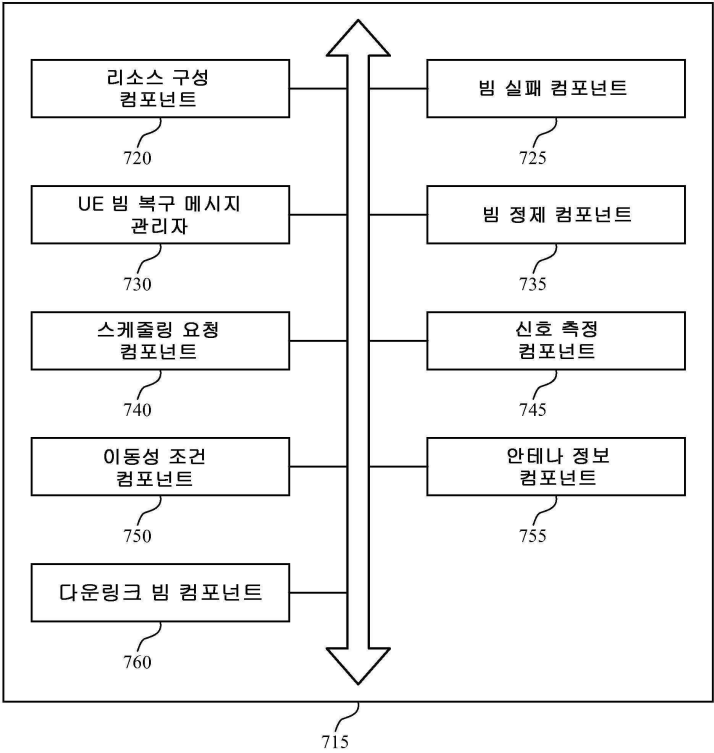 리소스 구성
컴포넌트
720
빔 실패 컴포넌트
725
UE 빔 복구 메시지
관리자
730
빔 정제 컴포넌트
735
스케줄링 요청
컴포넌트
740
신호 측정
컴포넌트
745
이동성 조건
컴포넌트
750
안테나 정보
컴포넌트
755
다운링크 빔 컴포넌트
760
715